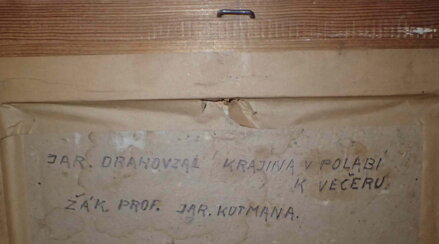 JAR. DRAHOVZAL KRAJINA V POLABÍ
K VEČERU.
ŽÁK PROF. JAR. KOTMANA.